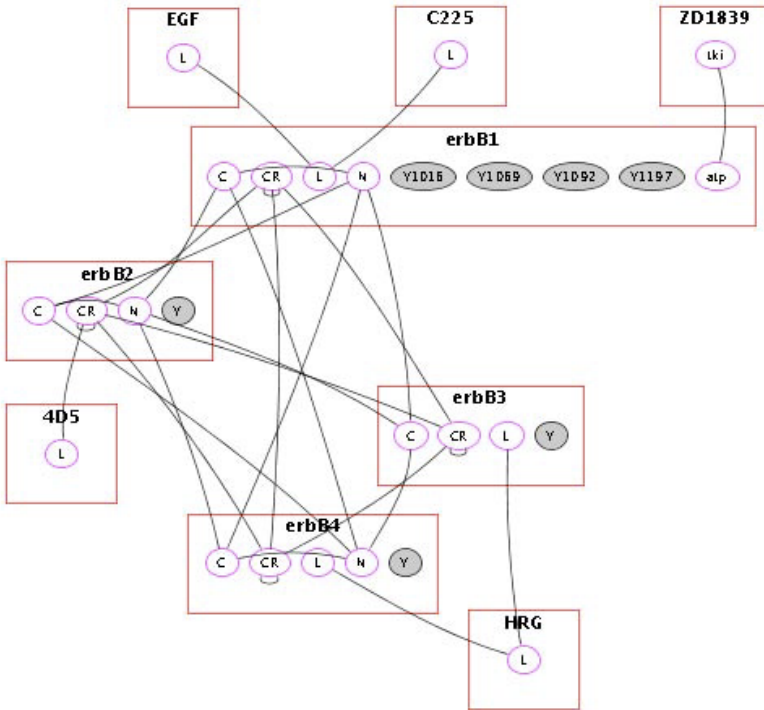 EGF C225 ZD1839
L L tki
erbB1
C CR L N Y1016 Y1069 Y1092 Y1197 atp
erbB2
C CR N Y
4D5
L
erbB3
C CR L Y
erbB4
C CR L N Y
HRG
L